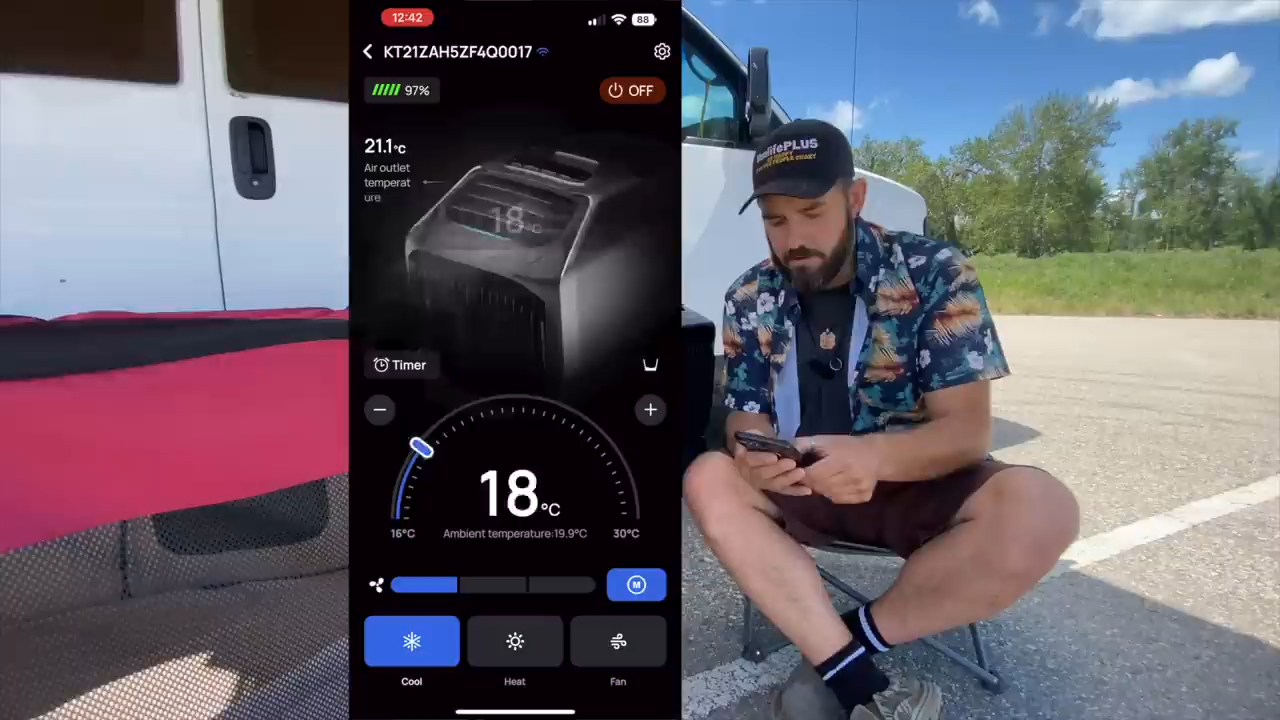 12:42
88
KT21ZAH5ZF4Q0017
97%
OFF
21.1°C
Air outlet
temperat
ure
18°C
Timer
18°C
16°C
Ambient temperature:19.9°C
30°C
M
Cool
Heat
Fan
PLUS